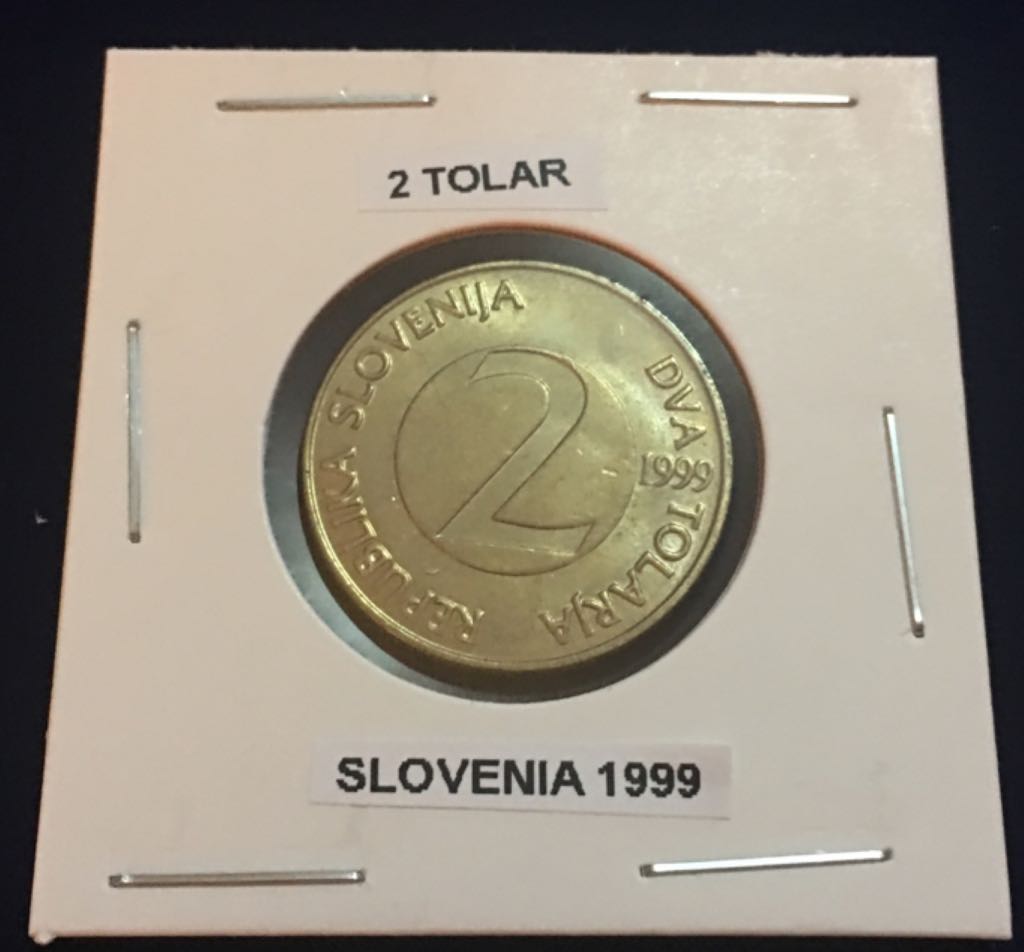 2 TOLAR
REPUBLIKA SLOVENIJA
2
DVA TOLARJA
1999
SLOVENIA 1999